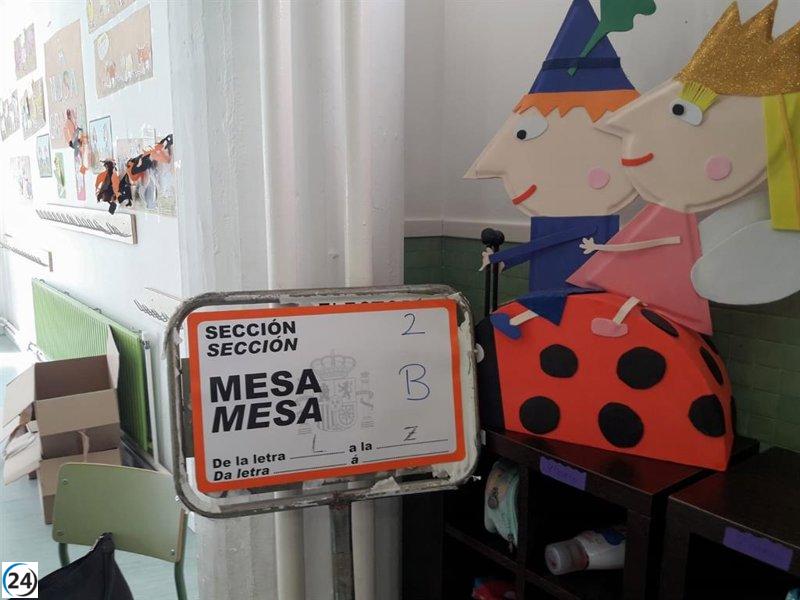 SECCIÓN 2
SECCIÓN
MESA B
MESA
De la letra L a la Z
Da letra á
24